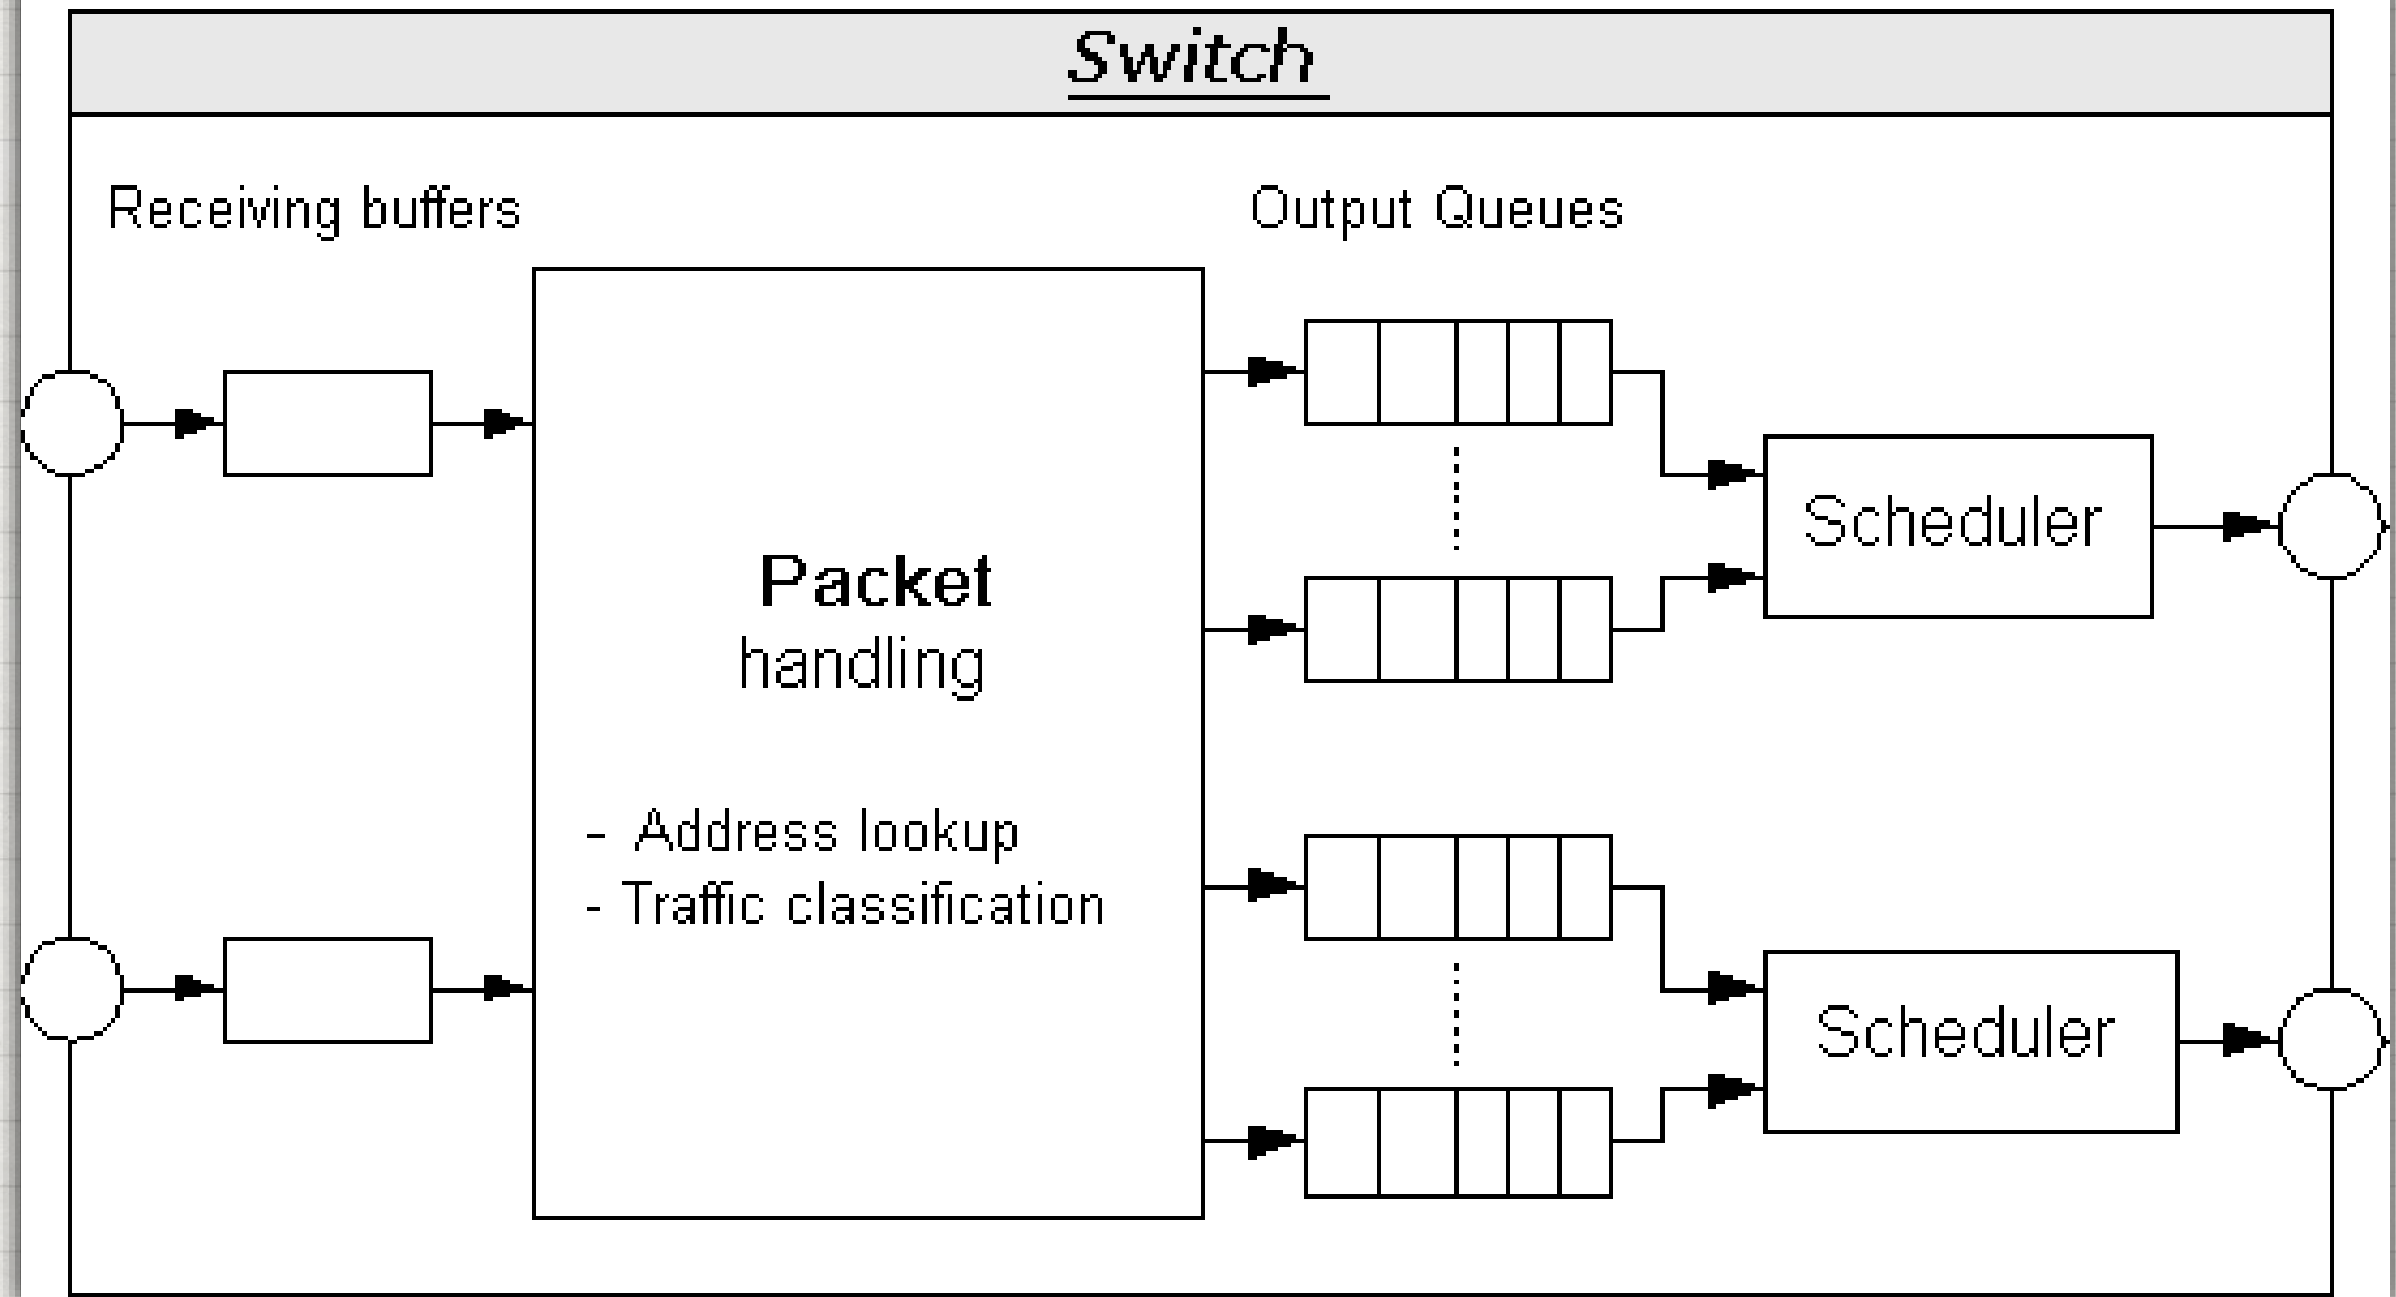 Switch
Receiving buffers
Output Queues
Packet
handling
- Address lookup
- Traffic classification
Scheduler
Scheduler